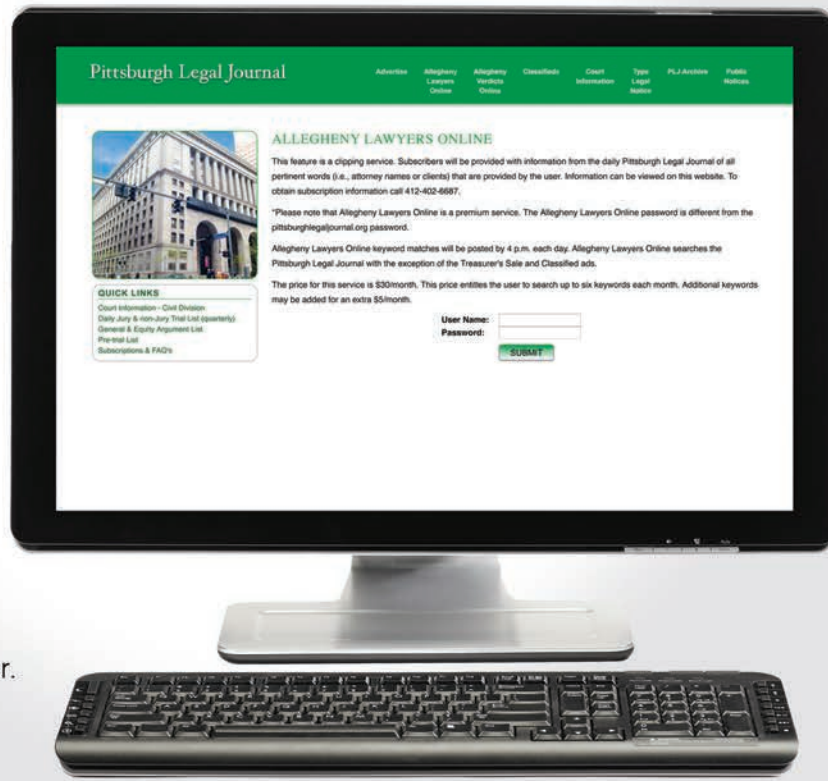 Pittsburgh Legal Journal
Advertise
Allegheny
Lawyers
Online
Allegheny
Verdicts
Online
Classifieds
Court
Information
Type
Legal
Notice
PLJ Archive
Public
Notices
ALLEGHENY LAWYERS ONLINE
This feature is a clipping service. Subscribers will be provided with information from the daily Pittsburgh Legal Journal of all
pertinent words (i.e., attorney names or clients) that are provided by the user. Information can be viewed on this website. To
obtain subscription information call 412-402-6687.
*Please note that Allegheny Lawyers Online is a premium service. The Allegheny Lawyers Online password is different from the
pittsburghlegaljournal.org password.
Allegheny Lawyers Online keyword matches will be posted by 4 p.m. each day. Allegheny Lawyers Online searches the
Pittsburgh Legal Journal with the exception of the Treasurer's Sale and Classified ads.
The price for this service is $30/month. This price entitles the user to search up to six keywords each month. Additional keywords
may be added for an extra $5/month.
User Name:
Password:
SUBMIT
QUICK LINKS
Court Information - Civil Division
Daily Jury & non-Jury Trial List (quarterly)
General & Equity Argument List
Pre-trial List
Subscriptions & FAQ's
r.